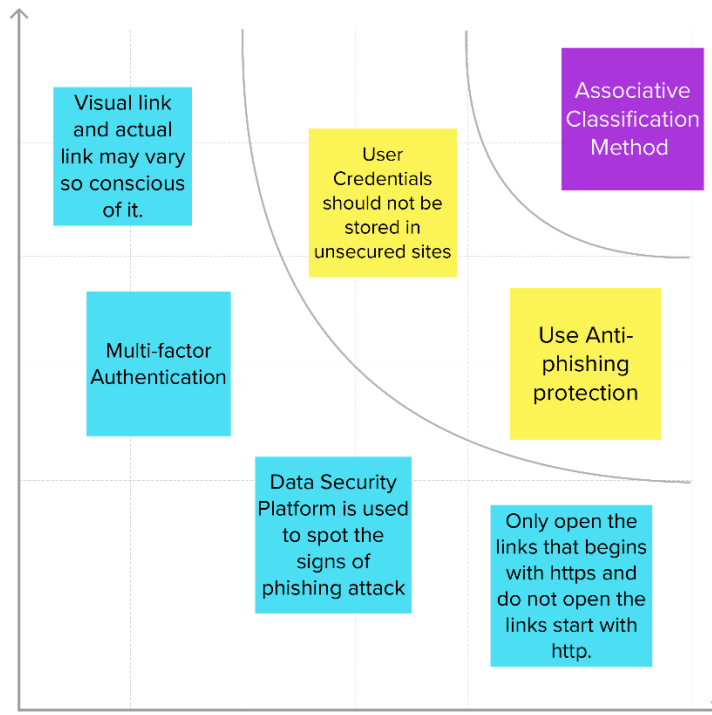 Visual link
and actual
link may vary
so conscious
of it.
User
Credentials
should not be
stored in
unsecured sites
Associative
Classification
Method
Multi-factor
Authentication
Use Anti-
phishing
protection
Data Security
Platform is used
to spot the
signs of
phishing attack
Only open the
links that begins
with https and
do not open the
links start with
http.